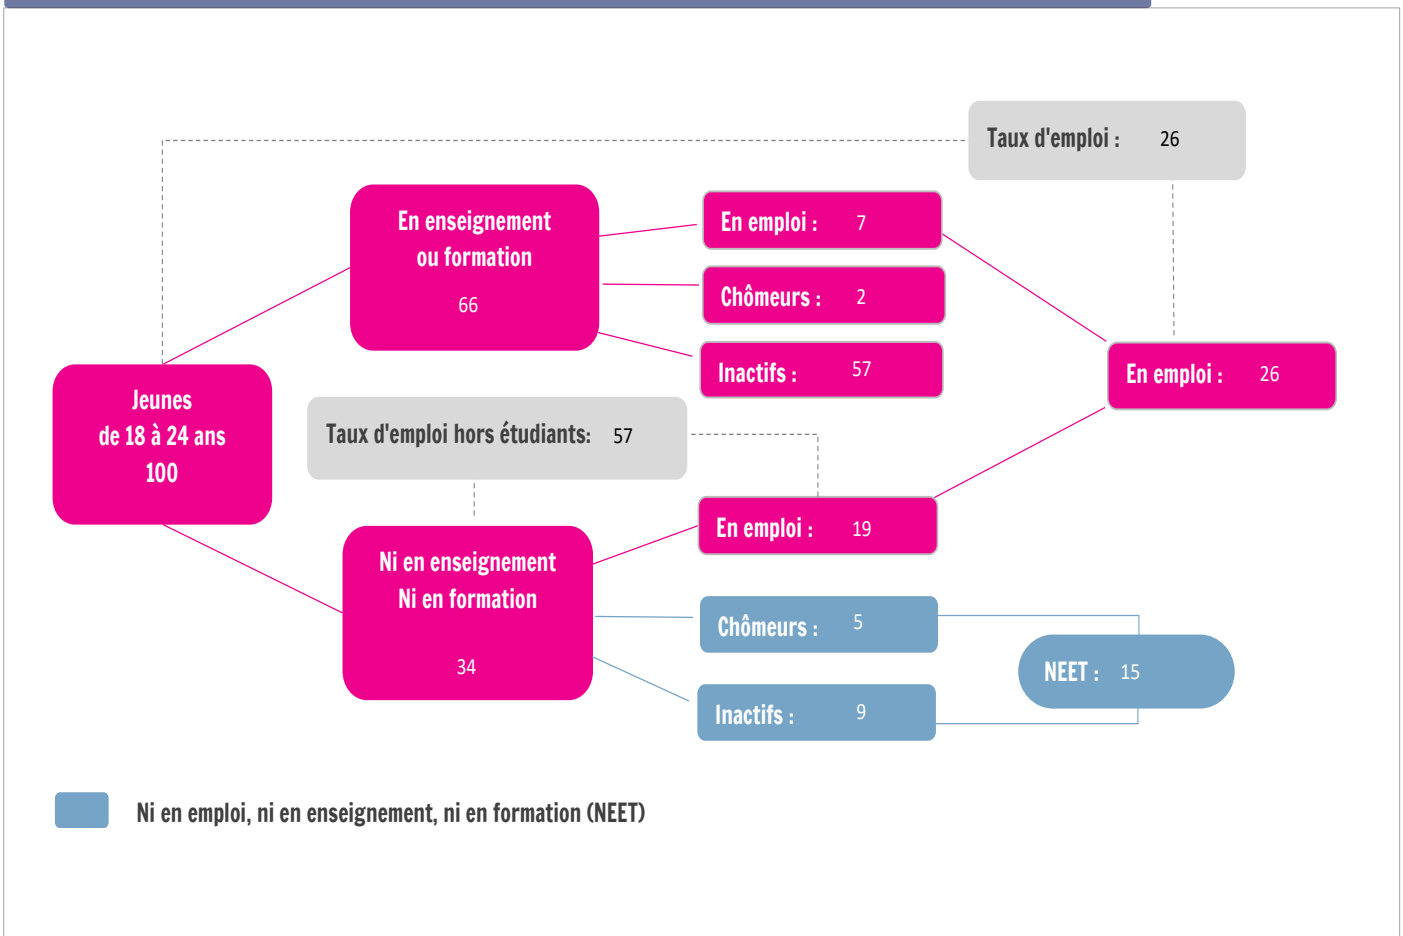 Taux d'emploi : 26
En enseignement
ou formation
66
En emploi : 7
Chômeurs : 2
Inactifs : 57
Jeunes
de 18 à 24 ans
100
Taux d'emploi hors étudiants: 57
En emploi : 26
Ni en enseignement
Ni en formation
34
En emploi : 19
Chômeurs : 5
Inactifs : 9
NEET : 15
Ni en emploi, ni en enseignement, ni en formation (NEET)